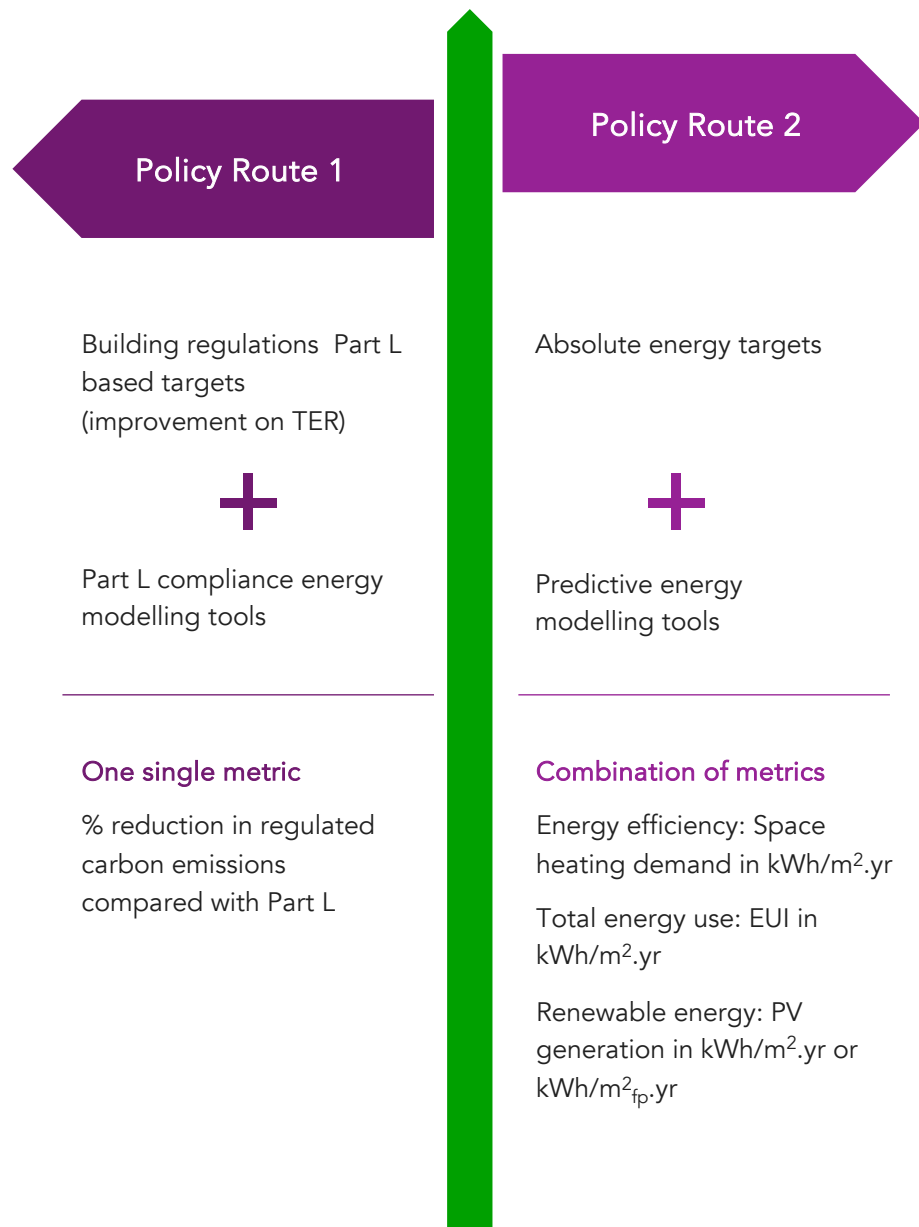 Policy Route 1
Building regulations  Part L
based targets
(improvement on TER)
Part L compliance energy
modelling tools
One single metric
% reduction in regulated
carbon emissions
compared with Part L
Policy Route 2
Absolute energy targets
Predictive energy
modelling tools
Combination of metrics
Energy efficiency: Space
heating demand in kWh/m².yr
Total energy use: EUI in
kWh/m².yr
Renewable energy: PV
generation in kWh/m².yr or
kWh/m²fp.yr